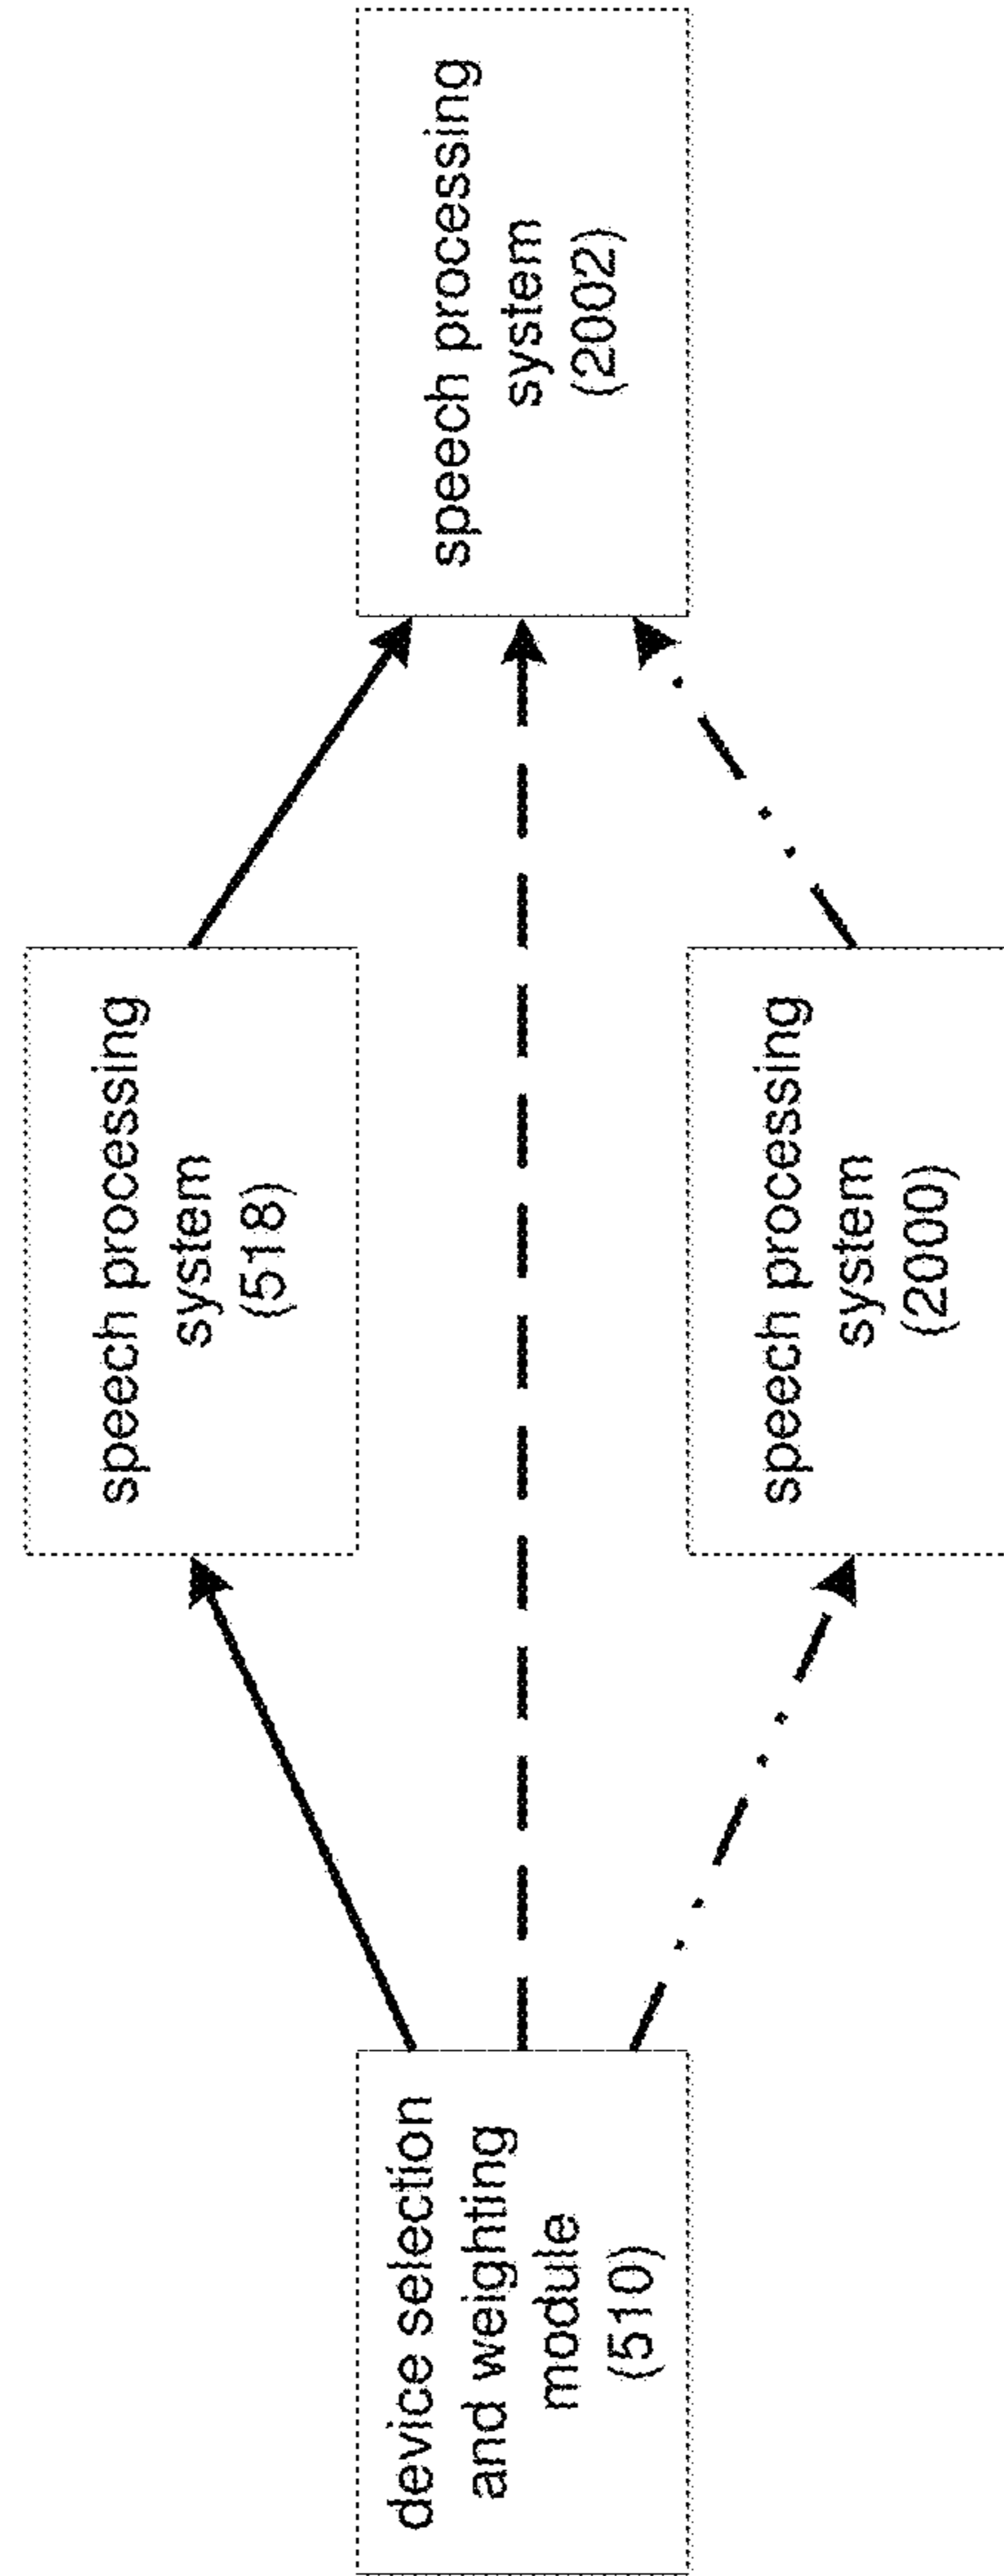 device selection
and weighting
module
(510)
speech processing
system
(518)
speech processing
system
(2000)
speech processing
system
(2002)